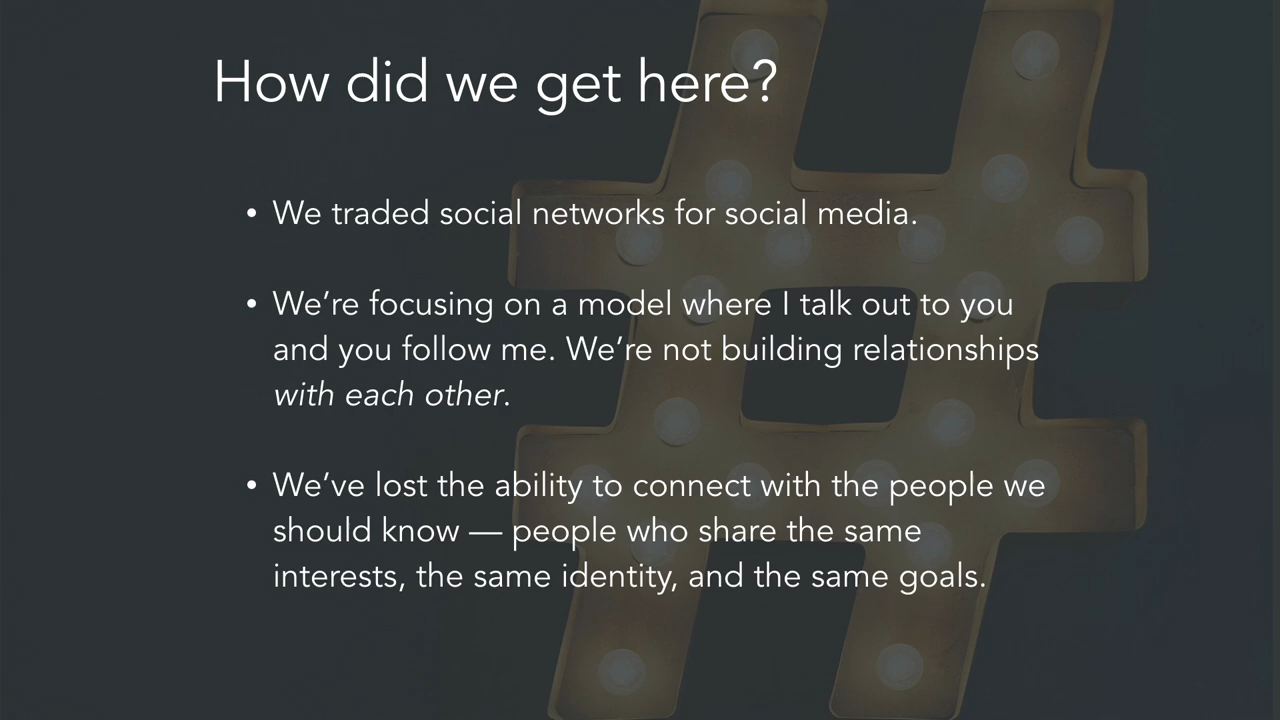 How did we get here?
• We traded social networks for social media.
• We’re focusing on a model where I talk out to you
and you follow me. We’re not building relationships
with each other.
• We’ve lost the ability to connect with the people we
should know — people who share the same
interests, the same identity, and the same goals.